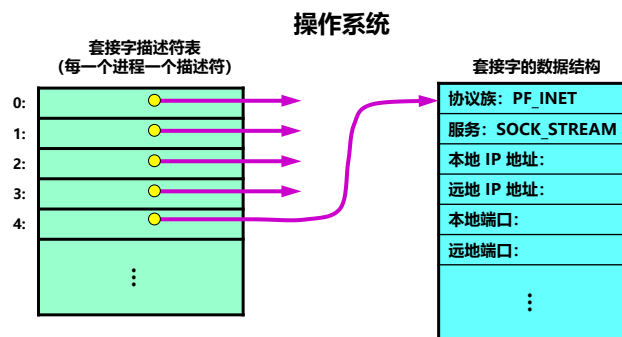 操作系统
套接字描述符表
(每一个进程一个描述符)
套接字的数据结构
0:
1:
2:
3:
4:
⋮
协议族：PF_INET
服务：SOCK_STREAM
本地 IP 地址：
远地 IP 地址：
本地端口：
远地端口：
⋮